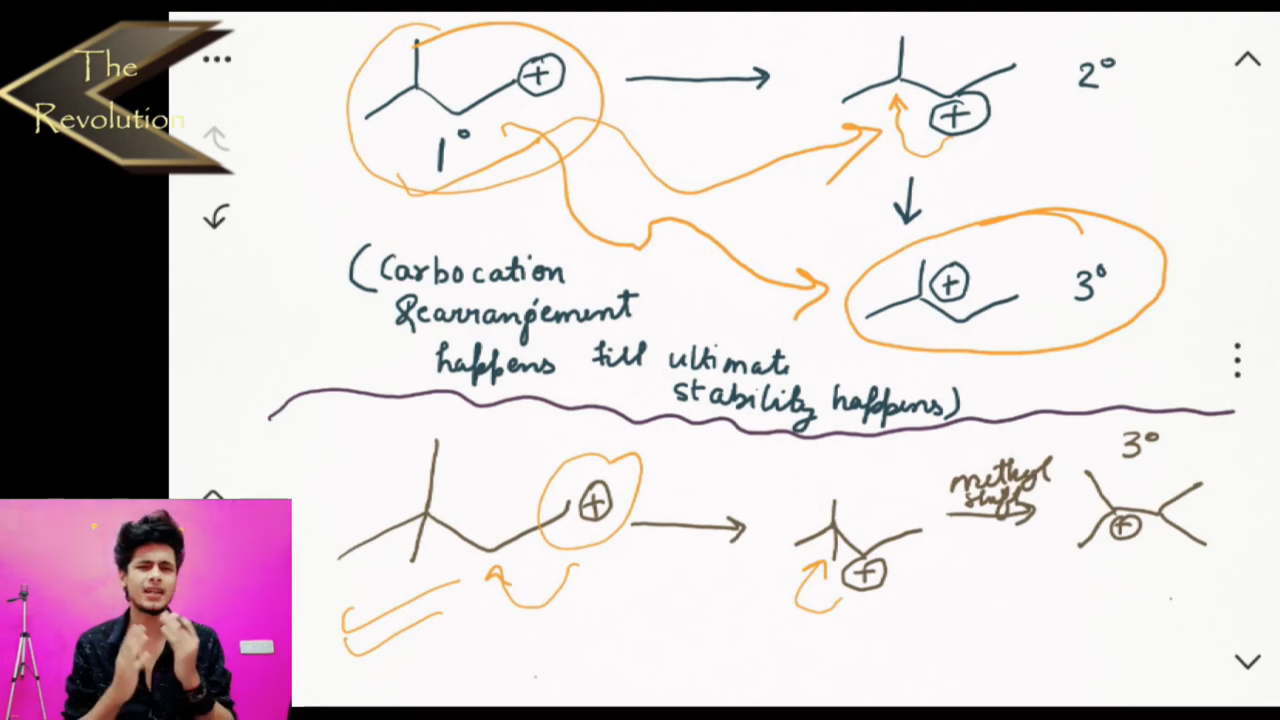 The
Revolution
+
+
2°
1°
+
3°
(Carbocation
Rearrangement
happens till ultimate
stability happens)
3°
+
methyl
shift
+
+